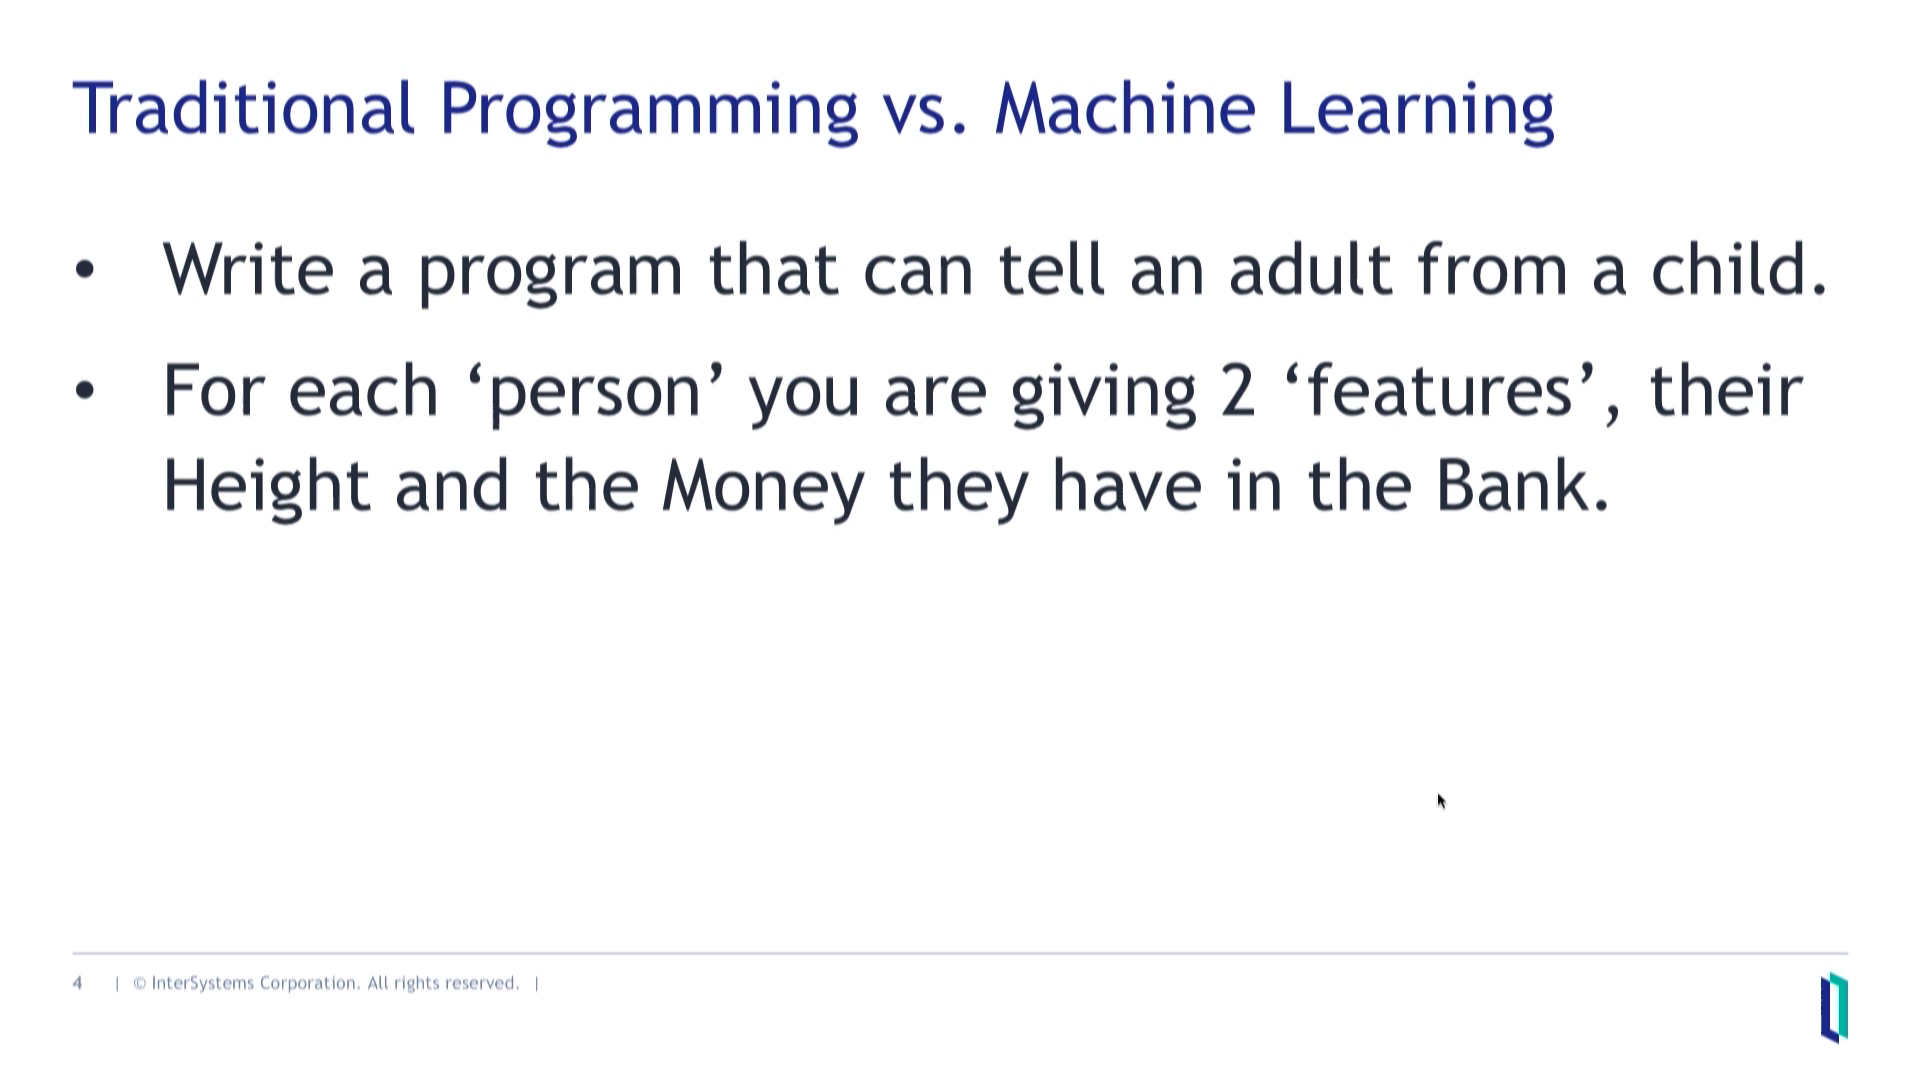 Traditional Programming vs. Machine Learning
• Write a program that can tell an adult from a child.
• For each ‘person’ you are giving 2 ‘features’, their
Height and the Money they have in the Bank.
4 | © InterSystems Corporation. All rights reserved. |